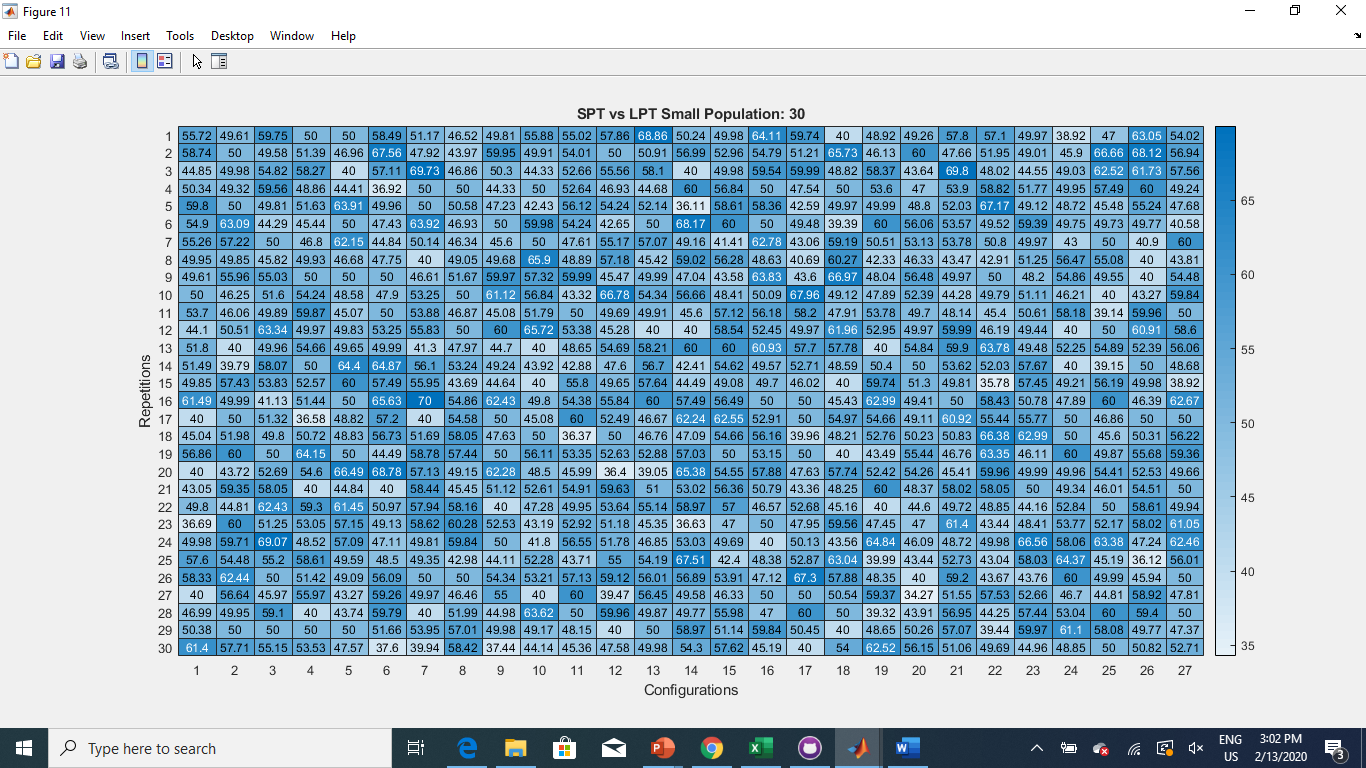 Figure 11
File Edit View Insert Tools Desktop Window Help
SPT vs LPT Small Population: 30
1 55.72 49.61 59.75 50 50 58.49 51.17 46.52 49.81 55.88 55.02 57.86 68.86 50.24 49.98 64.11 59.74 40 48.92 49.26 57.8 57.1 49.97 38.92 47 63.05 54.02
2 58.74 50 49.58 51.39 46.96 67.56 47.92 43.97 59.95 49.91 54.01 50 50.91 56.99 52.96 54.79 51.21 65.73 46.13 60 47.66 51.95 49.01 45.9 66.66 68.12 56.94
3 44.85 49.98 54.82 58.27 40 57.11 69.73 46.86 50.3 44.33 52.66 55.56 58.1 40 49.98 59.54 59.99 48.82 58.37 43.64 69.8 48.02 44.55 49.03 62.52 61.73 57.56
4 50.34 49.32 59.56 48.86 44.41 36.92 50 50 44.33 50 52.64 46.93 44.68 60 56.84 50 47.54 50 53.6 47 53.9 58.82 51.77 49.95 57.49 60 49.24
5 59.8 50 49.81 51.63 63.91 49.96 50 50.58 47.23 42.43 56.12 54.24 52.14 36.11 58.61 58.36 42.59 49.97 49.99 48.8 52.03 67.17 49.12 48.72 45.48 55.24 47.68
6 54.9 63.09 44.29 45.44 50 47.43 63.92 46.93 50 59.98 54.24 42.65 50 68.17 60 50 49.48 39.39 60 56.06 53.57 49.52 59.39 49.75 49.73 49.77 40.58
7 55.26 57.22 50 46.8 62.15 44.84 50.14 46.34 45.6 50 47.61 55.17 57.07 49.16 41.41 62.78 43.06 59.19 50.51 53.13 53.78 50.8 49.97 43 50 40.9 60
8 49.95 49.85 45.82 49.93 46.68 47.75 40 49.05 49.68 65.9 48.89 57.18 45.42 59.02 56.28 48.63 40.69 60.27 42.33 46.33 43.47 42.91 51.25 56.47 55.08 40 43.81
9 49.61 55.96 55.03 50 50 50 46.61 51.67 59.97 57.32 59.99 45.47 49.99 47.04 43.58 63.83 43.6 66.97 48.04 56.48 49.97 50 48.2 54.86 49.55 40 54.48
10 50 46.25 51.6 54.24 48.58 47.9 53.25 50 61.12 56.84 43.32 66.78 54.34 56.66 48.41 50.09 67.96 49.12 47.89 52.39 44.28 49.79 51.11 46.21 40 43.27 59.84
11 53.7 46.06 49.89 59.87 45.07 50 53.88 46.87 45.08 51.79 50 49.69 49.91 45.6 57.12 56.18 58.2 47.91 53.78 49.7 48.14 45.4 50.61 58.18 39.14 59.96 50
12 44.1 50.51 63.34 49.97 49.83 53.25 55.83 50 60 65.72 53.38 45.28 40 40 58.54 52.45 49.97 61.96 52.95 49.97 59.99 46.19 49.44 40 50 60.91 58.6
13 51.8 40 49.96 54.66 49.65 49.99 41.3 47.97 44.7 40 48.65 54.69 58.21 60 60 60.93 57.7 57.78 40 54.84 59.9 63.78 49.48 52.25 54.89 52.39 56.06
14 51.49 39.79 58.07 50 64.4 64.87 56.1 53.24 49.24 43.92 42.88 47.6 56.7 42.41 54.62 49.57 52.71 48.59 50.4 50 53.62 52.03 57.67 40 39.15 50 48.68
15 49.85 57.43 53.83 52.57 60 57.49 55.95 43.69 44.64 40 55.8 49.65 57.64 44.49 49.08 49.7 46.02 40 59.74 51.3 49.81 35.78 57.45 49.21 56.19 49.98 38.92
16 61.49 49.99 41.13 51.44 50 65.63 70 54.86 62.43 49.8 54.38 55.84 60 57.49 56.49 50 50 45.43 62.99 49.41 50 58.43 50.78 47.89 60 46.39 62.67
17 40 50 51.32 36.58 48.82 57.2 40 54.58 50 45.08 60 52.49 46.67 62.24 62.55 52.91 50 54.97 54.66 49.11 60.92 55.44 55.77 50 46.86 50 50
18 45.04 51.98 49.8 50.72 48.83 56.73 51.69 58.05 47.63 50 36.37 50 46.76 47.09 54.66 56.16 39.96 48.21 52.76 50.23 50.83 66.38 62.99 50 45.6 50.31 56.22
19 56.86 60 50 64.15 50 44.49 58.78 57.44 50 56.11 53.35 52.63 52.88 57.03 50 53.15 50 40 43.49 55.44 46.76 63.35 46.11 60 49.87 55.68 59.36
20 40 43.72 52.69 54.6 66.49 68.78 57.13 49.15 62.28 48.5 45.99 36.4 39.05 65.38 54.55 57.88 47.63 57.74 52.42 54.26 45.41 59.96 49.99 49.96 54.41 52.53 49.66
21 43.05 59.35 58.05 40 44.84 40 58.44 45.45 51.12 52.61 54.91 59.63 51 53.02 56.36 50.79 43.36 48.25 60 48.37 58.02 58.05 50 49.34 46.01 54.51 50
22 49.8 44.81 62.43 59.3 61.45 50.97 57.94 58.16 40 47.28 49.95 53.64 55.14 58.97 57 46.57 52.68 45.16 40 44.6 49.72 48.85 44.16 52.84 50 58.61 49.94
23 36.69 60 51.25 53.05 57.15 49.13 58.62 60.28 52.53 43.19 52.92 51.18 45.35 36.63 47 50 47.95 59.56 47.45 47 61.4 43.44 48.41 53.77 52.17 58.02 61.05
24 49.98 59.71 69.07 48.52 57.09 47.11 49.81 59.84 50 41.8 56.55 51.78 46.85 53.03 49.69 40 50.13 43.56 64.84 46.09 48.72 49.98 66.56 58.06 63.38 47.24 62.46
25 57.6 54.48 55.2 58.61 49.59 48.5 49.35 42.98 44.11 52.28 43.71 55 54.19 67.51 42.4 48.38 52.87 63.04 39.99 43.44 52.73 43.04 58.03 64.37 45.19 36.12 56.01
26 58.33 62.44 50 51.42 49.09 56.09 50 50 54.34 53.21 57.13 59.12 56.01 56.89 53.91 47.12 67.3 57.88 48.35 40 59.2 43.67 43.76 60 49.99 45.94 50
27 40 56.64 45.97 55.97 43.27 59.26 49.97 46.46 55 40 60 39.47 56.45 49.58 46.33 50 50 50.54 59.37 34.27 51.55 57.53 52.66 46.7 44.81 58.92 47.81
28 46.99 49.95 59.1 40 43.74 59.79 40 51.99 44.98 63.62 50 59.96 49.87 49.77 55.98 47 60 50 39.32 43.91 56.95 44.25 57.44 53.04 60 59.4 50
29 50.38 50 50 50 50 51.66 53.95 57.01 49.98 49.17 48.15 40 50 58.97 51.14 59.84 50.45 40 48.65 50.26 57.07 39.44 59.97 61.1 58.08 49.77 47.37
30 61.4 57.71 55.15 53.53 47.57 37.6 39.94 58.42 37.44 44.14 45.36 47.58 49.98 54.3 57.62 45.19 40 54 62.52 56.15 51.06 49.69 44.96 48.85 50 50.82 52.71
1 2 3 4 5 6 7 8 9 10 11 12 13 14 15 16 17 18 19 20 21 22 23 24 25 26 27
Configurations
Repetitions
65
60
55
50
45
40
35
Type here to search
ENG
US
3:02 PM
2/13/2020
3